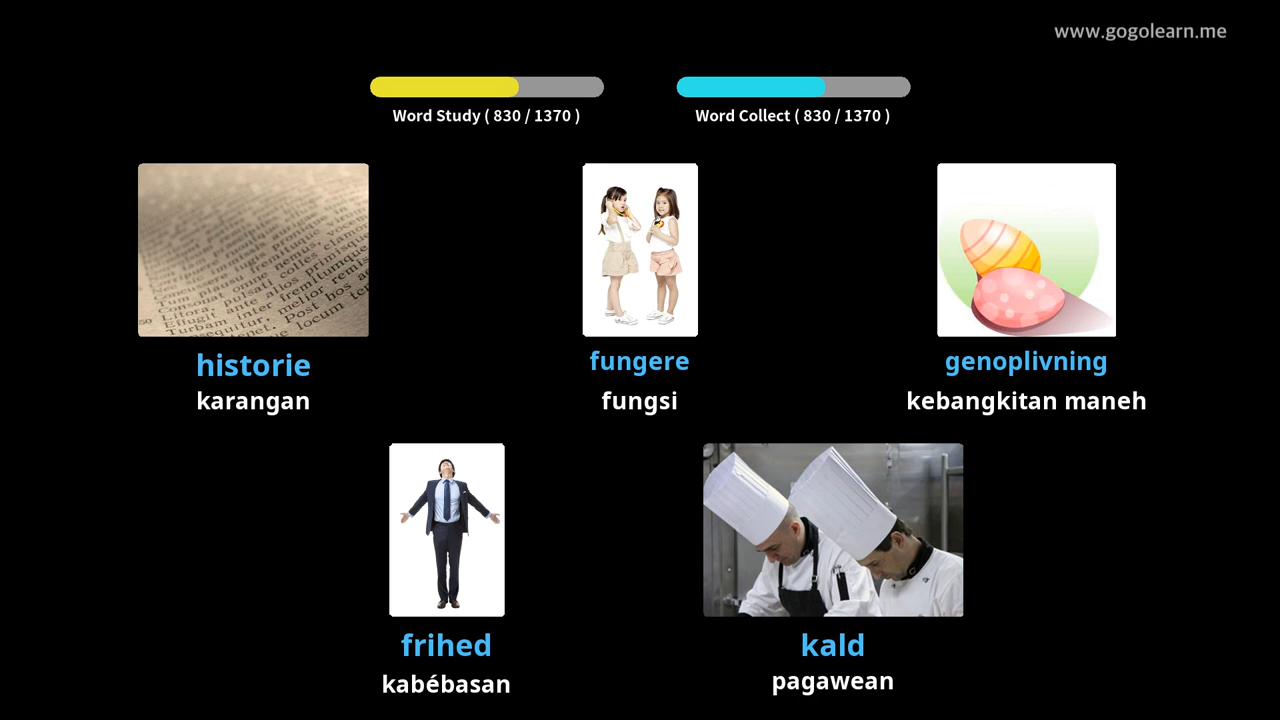 www.gogolearn.me
Word Study ( 830 / 1370 )
Word Collect ( 830 / 1370 )
historie
karangan
fungere
fungsi
genoplivning
kebangkitan maneh
frihed
kabébasan
kald
pagawean